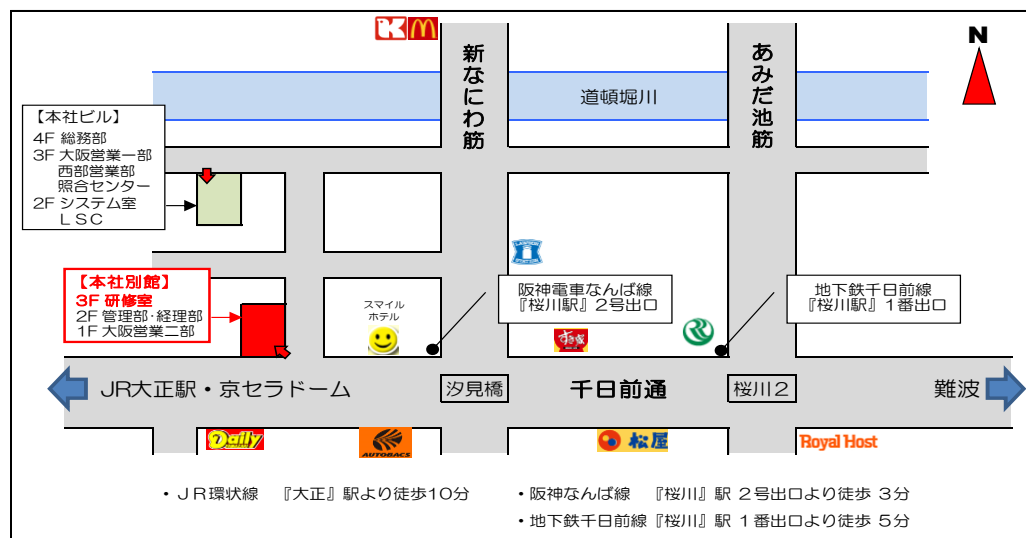 新なにわ筋
あみだ池筋
N
道頓堀川
【本社ビル】
4F 総務部
3F 大阪営業一部
西部営業部
照合センター
2F システム室
ＬＳＣ
【本社別館】
3F 研修室
2F 管理部・経理部
1F 大阪営業二部
スマイル
ホテル
阪神電車なんば線
『桜川駅』2号出口
地下鉄千日前線
『桜川駅』1番出口
すき家
JR大正駅・京セラドーム
汐見橋
千日前通
桜川2
難波
Daily
AUTOBACS
松屋
Royal Host
・ＪＲ環状線　『大正』駅より徒歩10分
・阪神なんば線　『桜川』駅 2号出口より徒歩 3分
・地下鉄千日前線『桜川』駅 1番出口より徒歩 5分